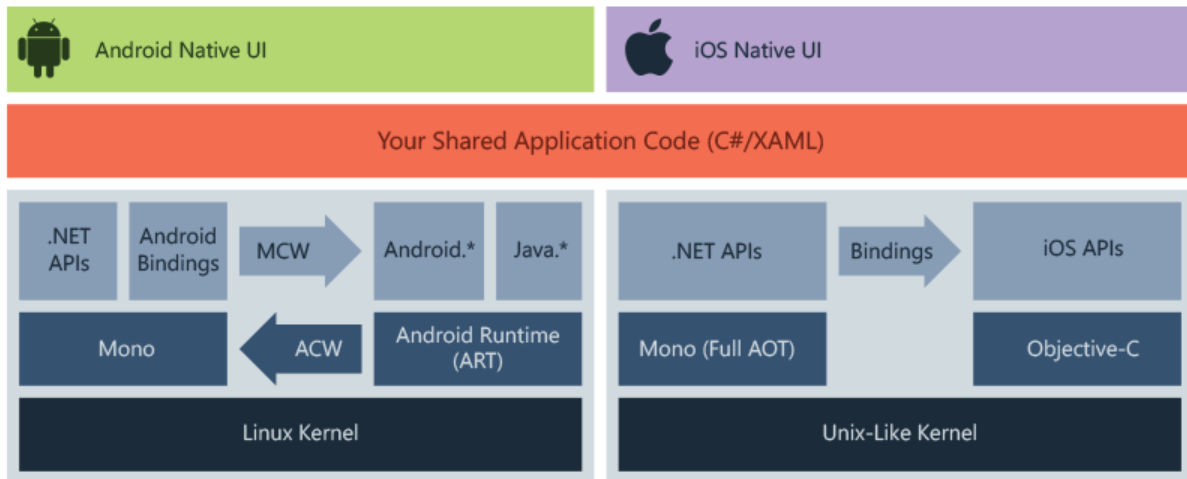 Android Native UI
iOS Native UI
Your Shared Application Code (C#/XAML)
.NET
APIs
Android
Bindings
MCW
Android.*
Java.*
Mono
ACW
Android Runtime
(ART)
Linux Kernel
.NET APIs
Bindings
iOS APIs
Mono (Full AOT)
Objective-C
Unix-Like Kernel